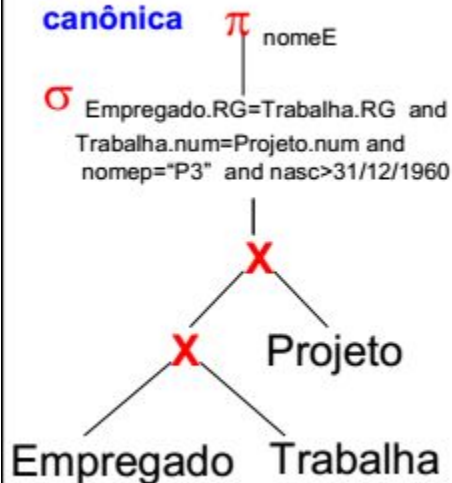 canônica π nomeE
σ Empregado.RG=Trabalha.RG and
Trabalha.num=Projeto.num and
nomep="P3" and nasc>31/12/1960
X
X Projeto
Empregado Trabalha